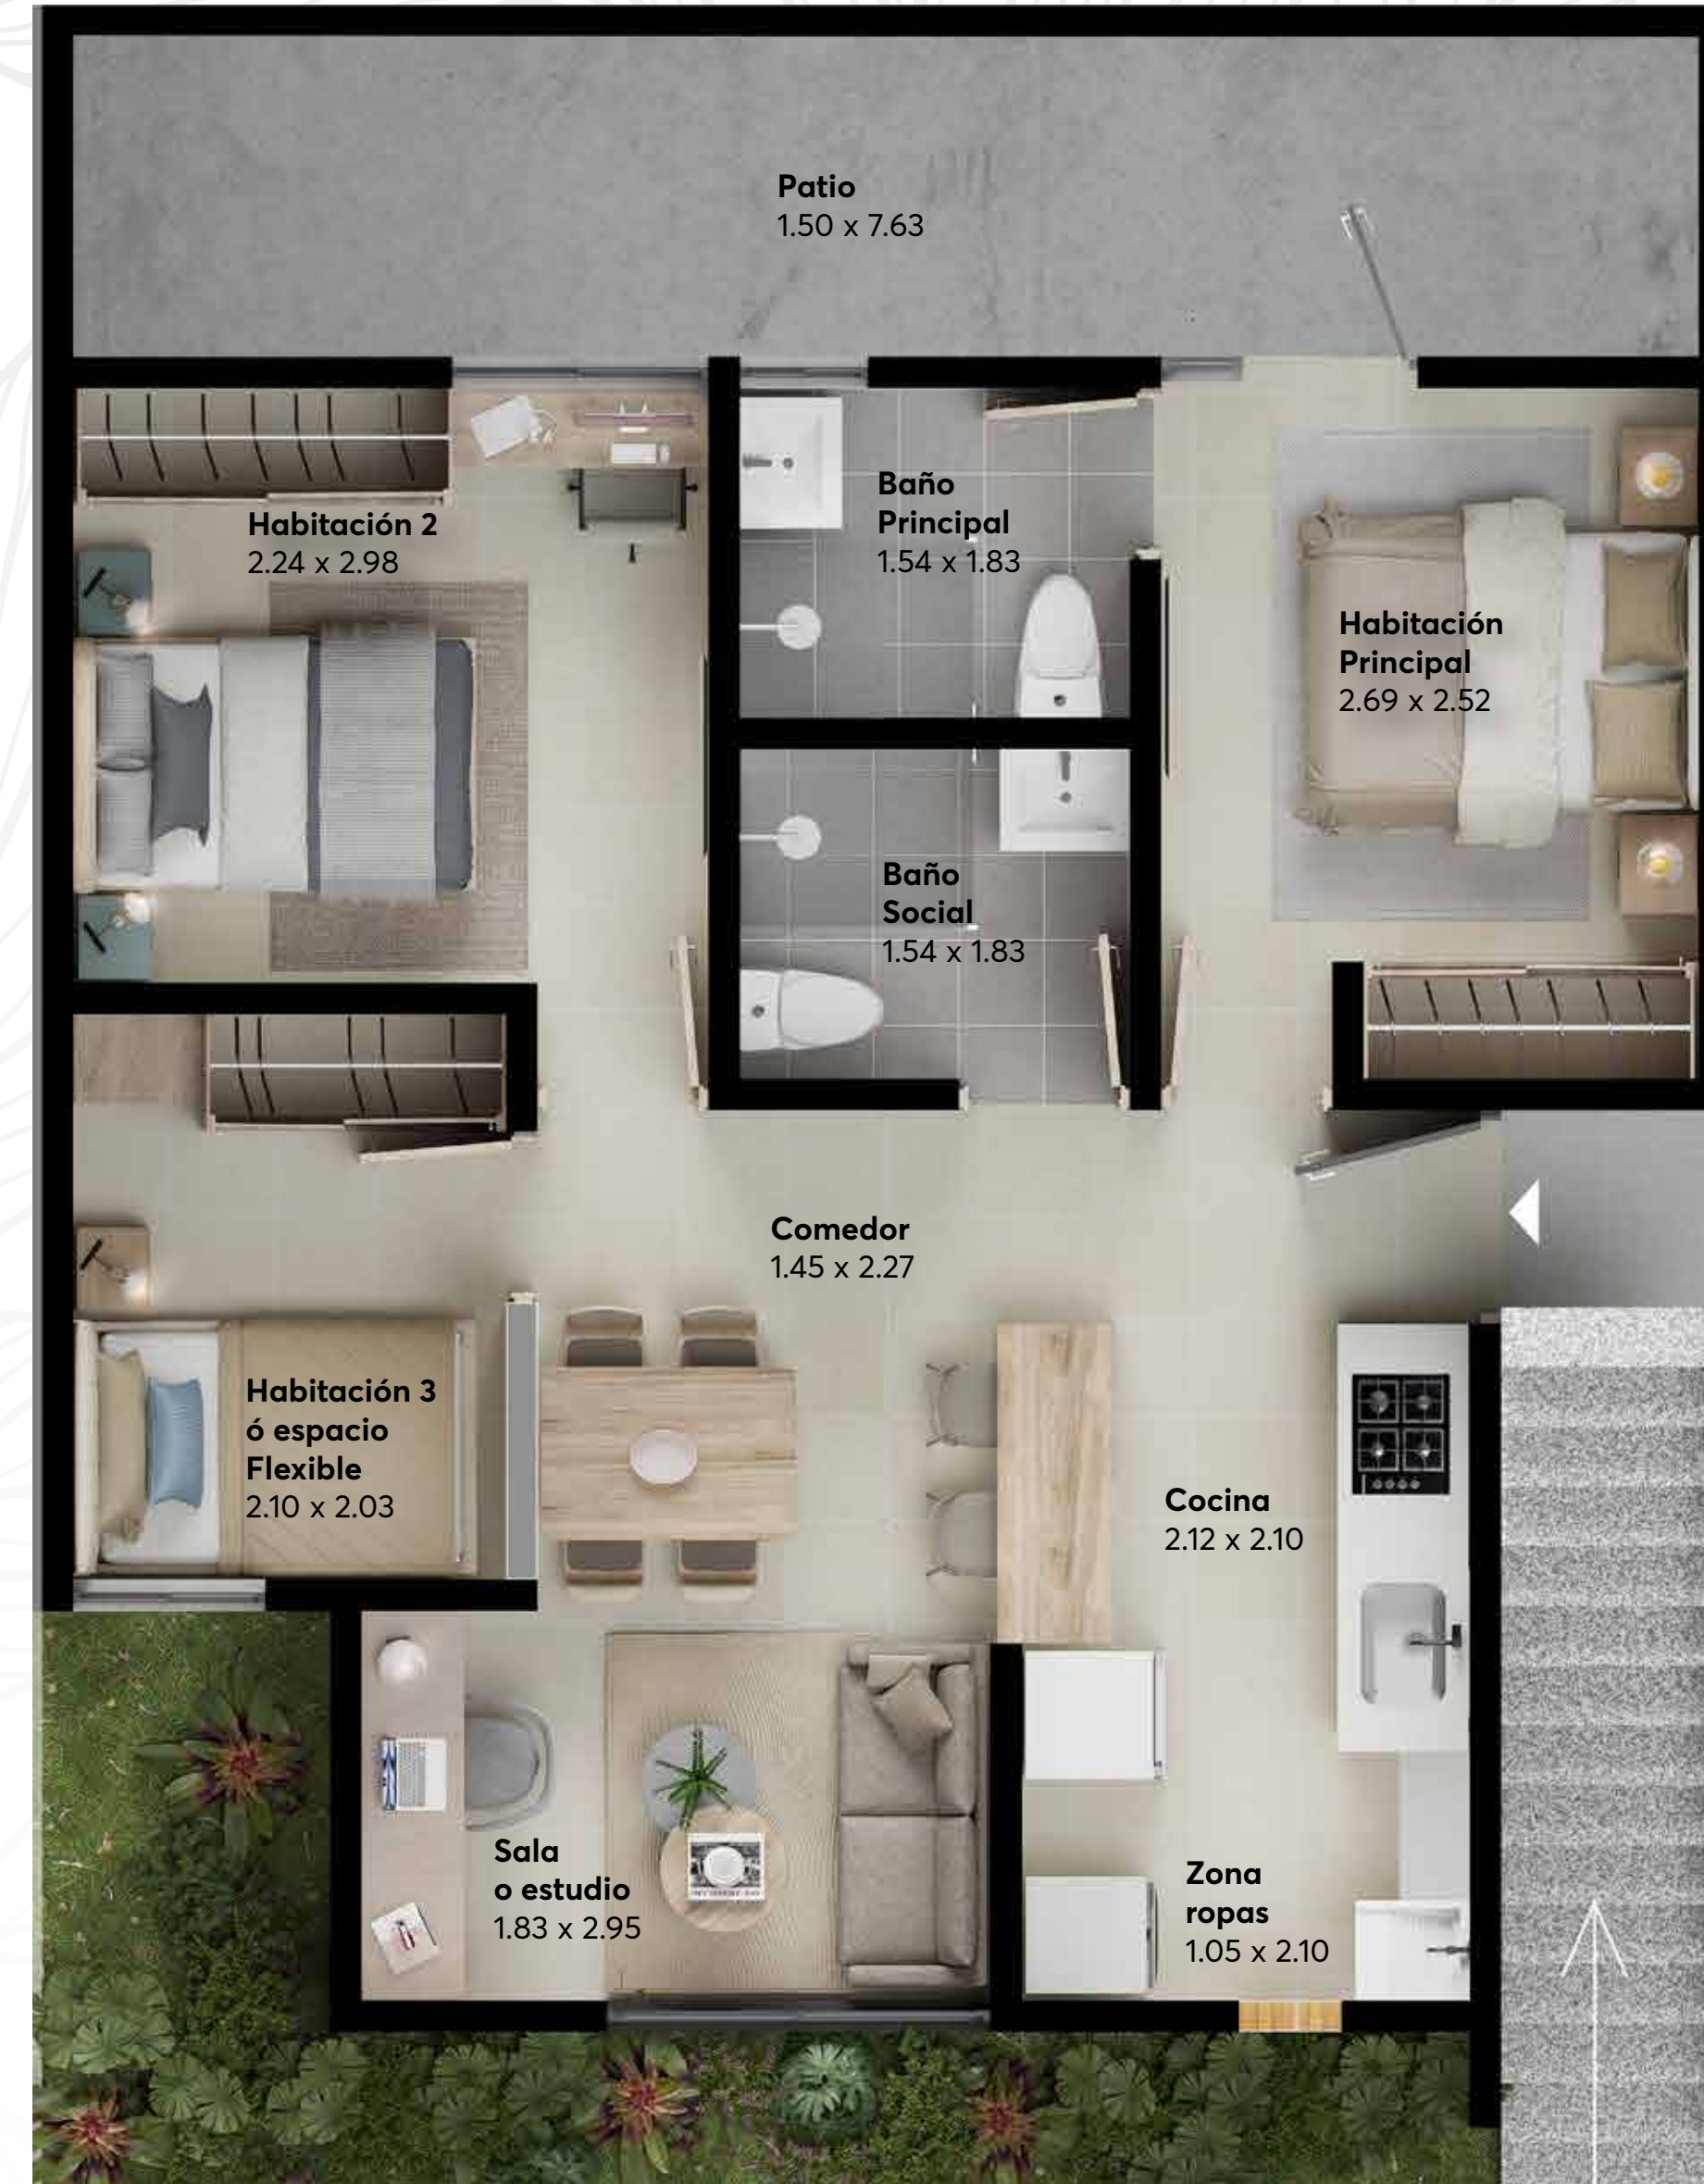 Patio
1.50 x 7.63
Habitación 2
2.24 x 2.98
Baño
Principal
1.54 x 1.83
Habitación
Principal
2.69 x 2.52
Baño
Social
1.54 x 1.83
Comedor
1.45 x 2.27
Habitación 3
ó espacio
Flexible
2.10 x 2.03
Cocina
2.12 x 2.10
Sala
o estudio
1.83 x 2.95
Zona
ropas
1.05 x 2.10